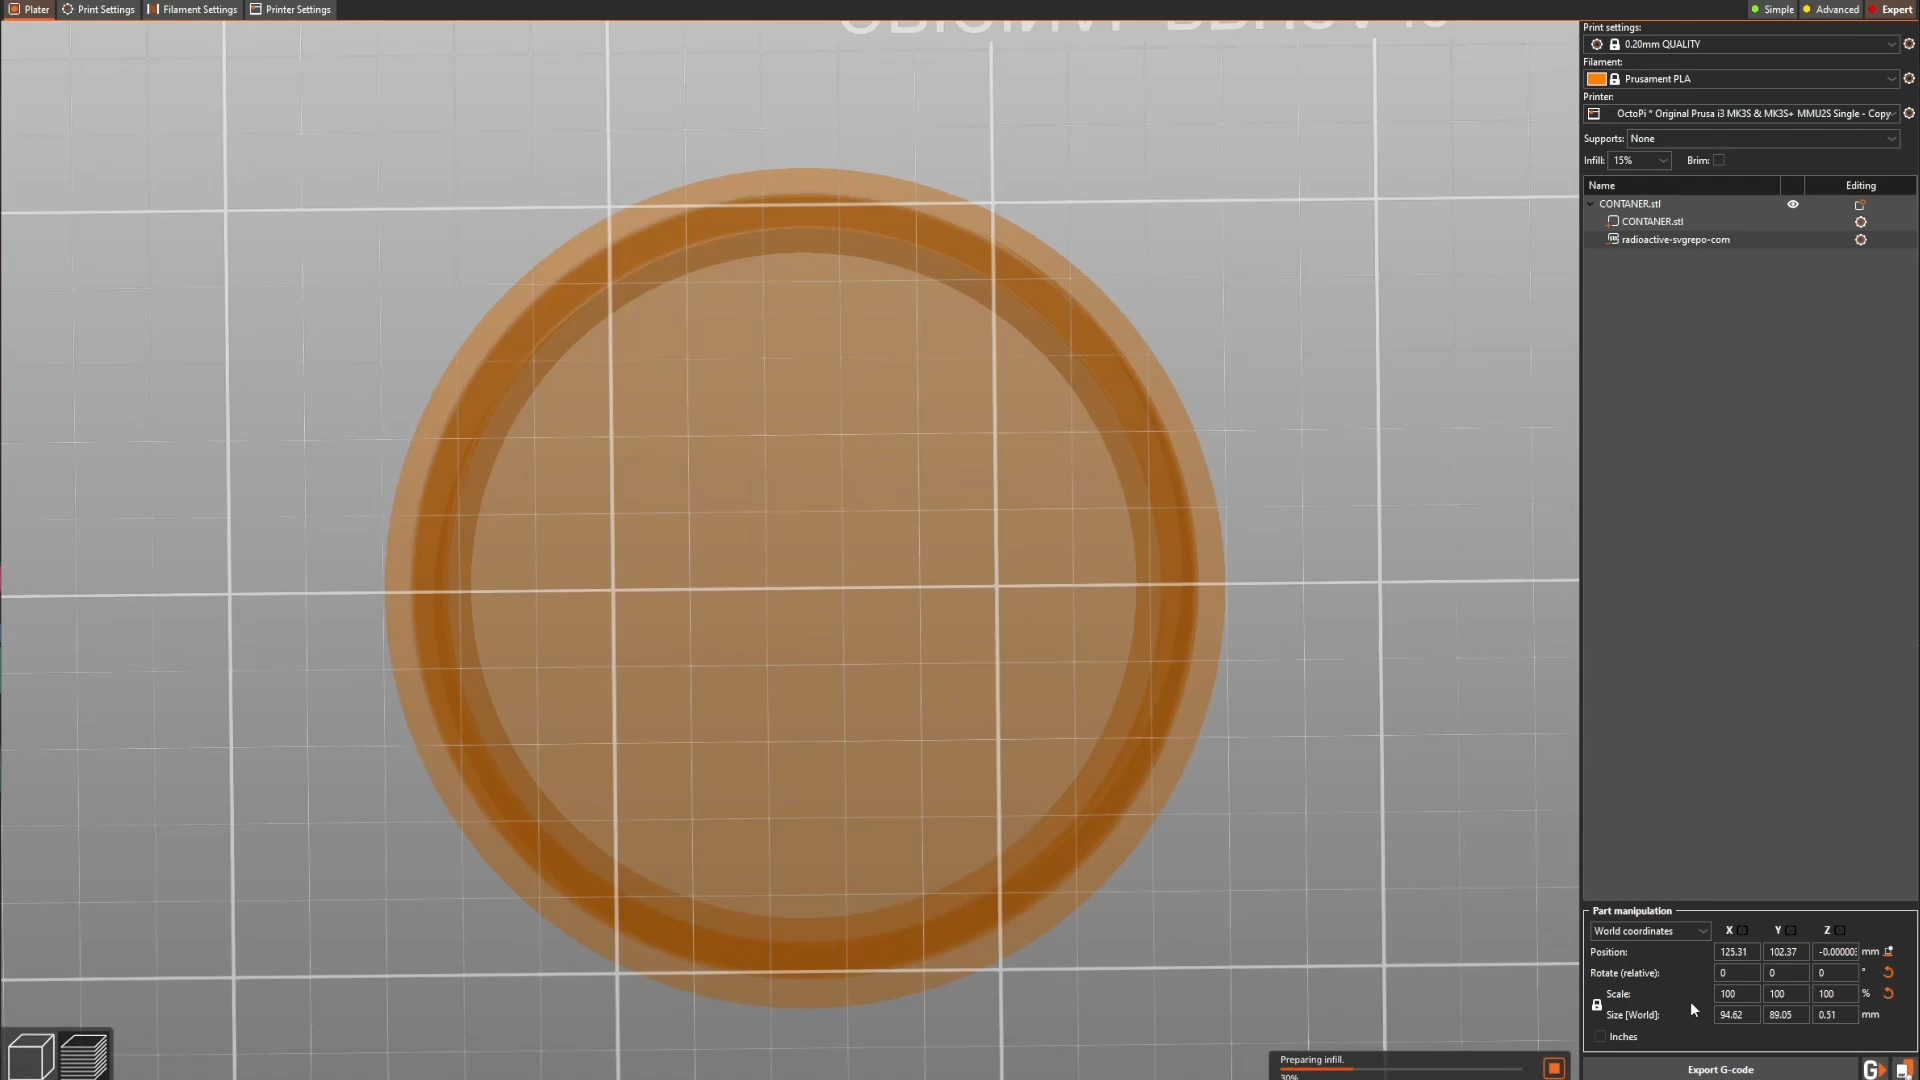 Plater Print Settings Filament Settings Printer Settings Simple Advanced Expert
Print settings:
0.20mm QUALITY
Filament:
Prusament PLA
Printer:
OctoPi * Original Prusa i3 MK3S & MK3S+ MMU2S Single - Copy
Supports: None
Infill: 15% Brim:
Name Editing
CONTANER.stl
CONTANER.stl
radioactive-svgrepo-com
Part manipulation
World coordinates X Y Z
Position: 125.31 102.37 -0.00000 mm
Rotate (relative): 0 0 0 °
Scale: 100 100 100 %
Size [World]: 94.62 89.05 0.51 mm
Inches
Preparing infill.
30%
Export G-code
G